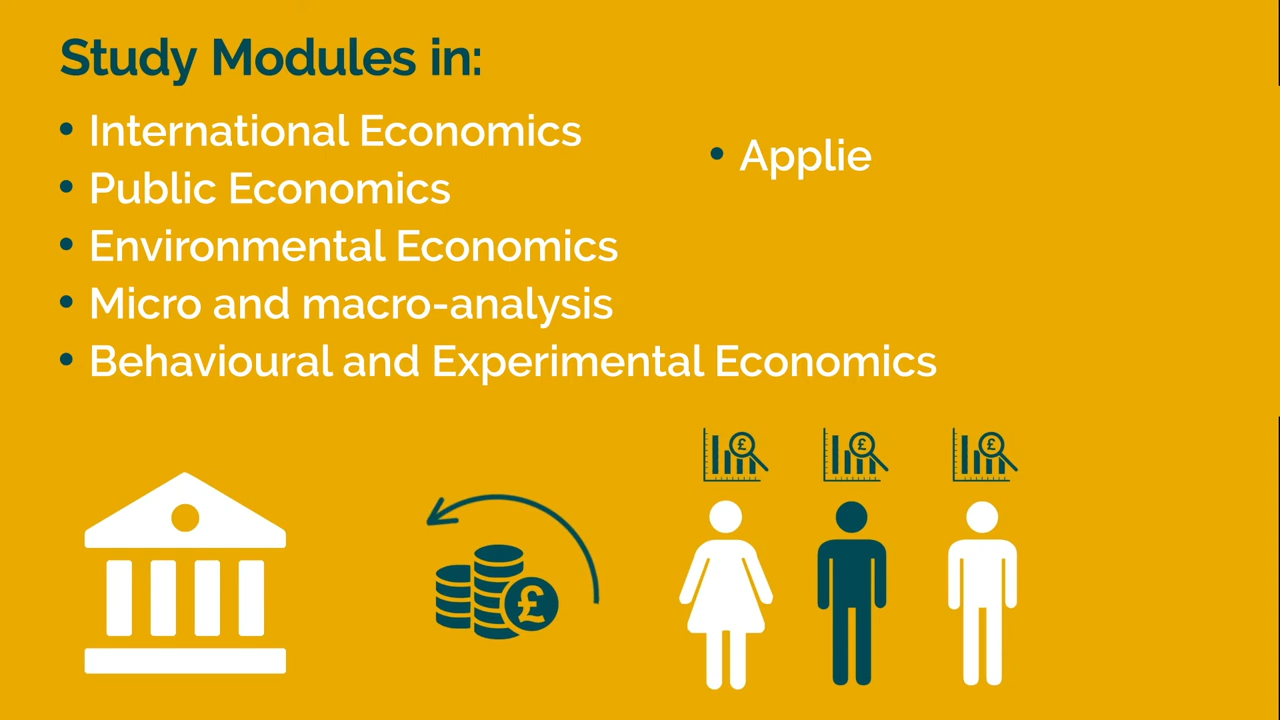 Study Modules in:
• International Economics
• Public Economics
• Environmental Economics
• Micro and macro-analysis
• Behavioural and Experimental Economics
• Applie
£
£
£
£